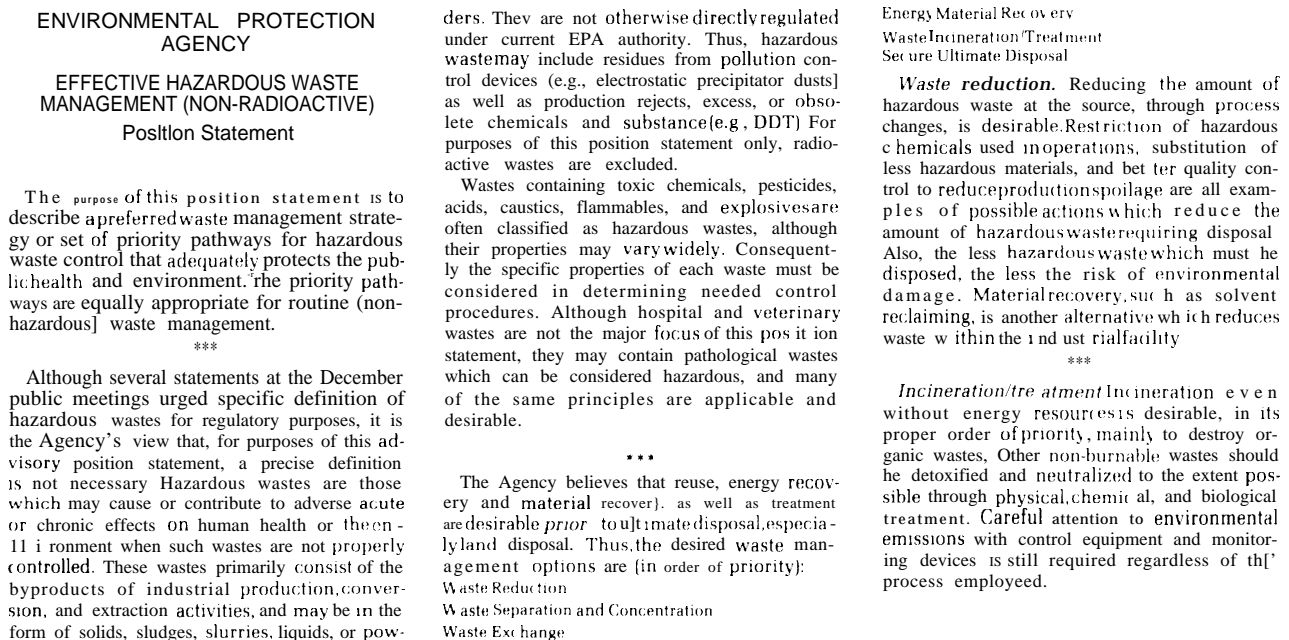 ENVIRONMENTAL PROTECTION
AGENCY
EFFECTIVE HAZARDOUS WASTE
MANAGEMENT (NON-RADIOACTIVE)
Position Statement
The purpose of this position statement is to
describe a preferred waste management strate-
gy or set of priority pathways for hazardous
waste control that adequately protects the pub-
lic health and environment. The priority path-
ways are equally appropriate for routine (non-
hazardous] waste management.
***
Although several statements at the December
public meetings urged specific definition of
hazardous wastes for regulatory purposes, it is
the Agency's view that, for purposes of this ad-
visory position statement, a precise definition
is not necessary Hazardous wastes are those
which may cause or contribute to adverse acute
or chronic effects on human health or the en-
11 i ronment when such wastes are not properly
controlled. These wastes primarily consist of the
byproducts of industrial production, conver-
sion, and extraction activities, and may be in the
form of solids, sludges, slurries, liquids, or pow-
ders. They are not otherwise directly regulated
under current EPA authority. Thus, hazardous
waste may include residues from pollution con-
trol devices (e.g., electrostatic precipitator dusts]
as well as production rejects, excess, or obso-
lete chemicals and substance (e.g , DDT) For
purposes of this position statement only, radio-
active wastes are excluded.
Wastes containing toxic chemicals, pesticides,
acids, caustics, flammables, and explosives are
often classified as hazardous wastes, although
their properties may vary widely. Consequent-
ly the specific properties of each waste must be
considered in determining needed control
procedures. Although hospital and veterinary
wastes are not the major focus of this pos it ion
statement, they may contain pathological wastes
which can be considered hazardous, and many
of the same principles are applicable and
desirable.
***
The Agency believes that reuse, energy recov-
ery and material recover}. as well as treatment
are desirable prior to u]timate disposal, especia-
ly land disposal. Thus, the desired waste man-
agement options are (in order of priority):
Waste Reduction
Waste Separation and Concentration
Waste Exchange
Energy Material Recovery
Waste Incineration/Treatment
Secure Ultimate Disposal
Waste reduction. Reducing the amount of
hazardous waste at the source, through process
changes, is desirable. Restriction of hazardous
c hemicals used in operations, substitution of
less hazardous materials, and bet ter quality con-
trol to reduce production spoilage are all exam-
ples of possible actions which reduce the
amount of hazardous waste requiring disposal
Also, the less hazardous waste which must he
disposed, the less the risk of environmental
damage. Material recovery, such as solvent
reclaiming, is another alternative wh ich reduces
waste w ithin the i nd ust rial facility
***
Incineration/tre atment Incineration even
without energy resources is desirable, in its
proper order of priority, mainly to destroy or-
ganic wastes, Other non-burnable wastes should
he detoxified and neutralized to the extent pos-
sible through physical, chemic al, and biological
treatment. Careful attention to environmental
emissions with control equipment and monitor-
ing devices is still required regardless of th['
process employeed.